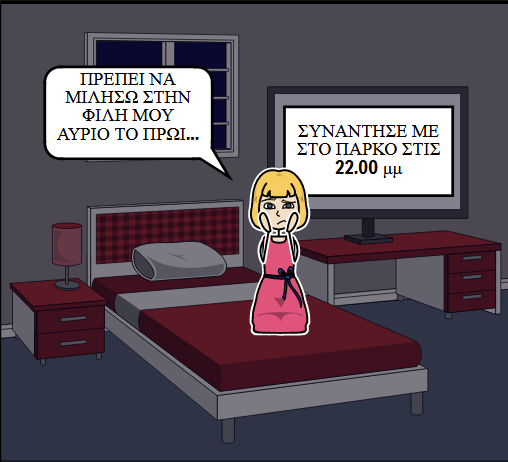 ΠΡΕΠΕΙ ΝΑ
ΜΙΛΗΣΩ ΣΤΗΝ
ΦΙΛΗ ΜΟΥ
ΑΥΡΙΟ ΤΟ ΠΡΩΙ...
ΣΥΝΑΝΤΗΣΕ ΜΕ
ΣΤΟ ΠΑΡΚΟ ΣΤΙΣ
22.00 μμ